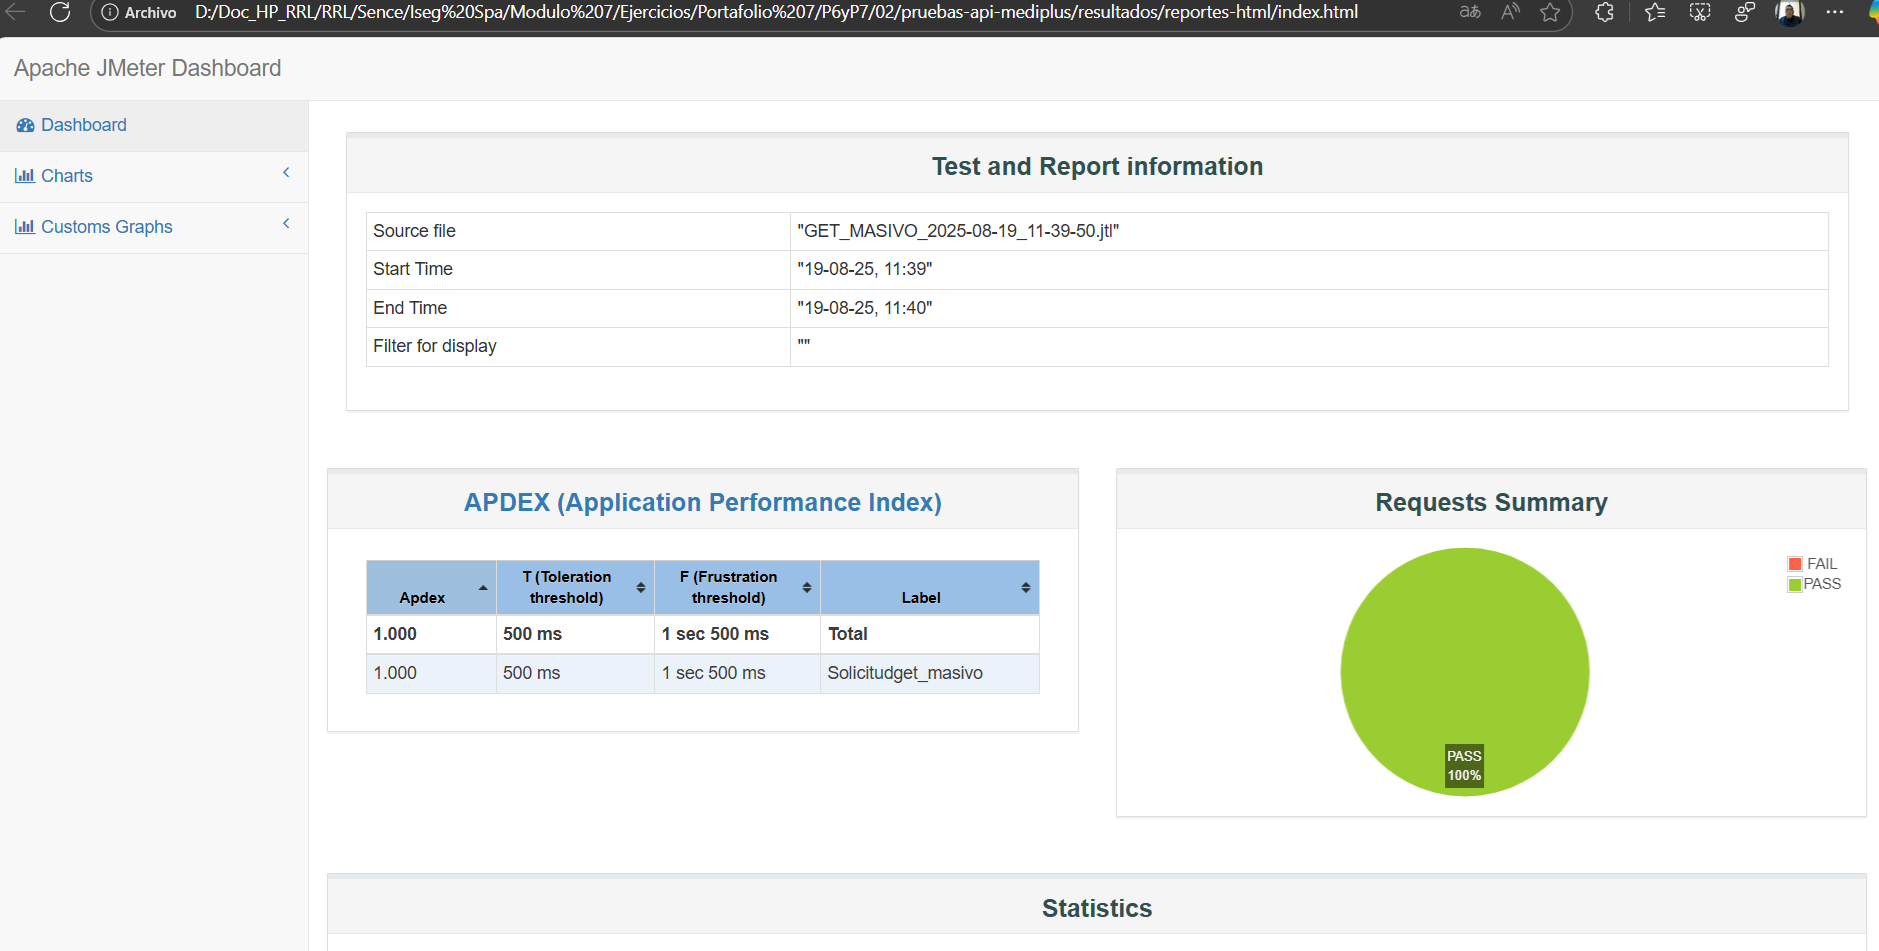 Archivo D:/Doc_HP_RRL/RRL/Sence/Iseg%20Spa/Modulo%207/Ejercicios/Portafolio%207/P6yP7/02/pruebas-api-mediplus/resultados/reportes-html/index.html
Apache JMeter Dashboard
Dashboard
Charts
Customs Graphs
Test and Report information
Source file "GET_MASIVO_2025-08-19_11-39-50.jtl"
Start Time "19-08-25, 11:39"
End Time "19-08-25, 11:40"
Filter for display ""
APDEX (Application Performance Index)
Apdex T (Toleration threshold) F (Frustration threshold) Label
1.000 500 ms 1 sec 500 ms Total
1.000 500 ms 1 sec 500 ms Solicitudget_masivo
Requests Summary
FAIL
PASS
PASS
100%
Statistics